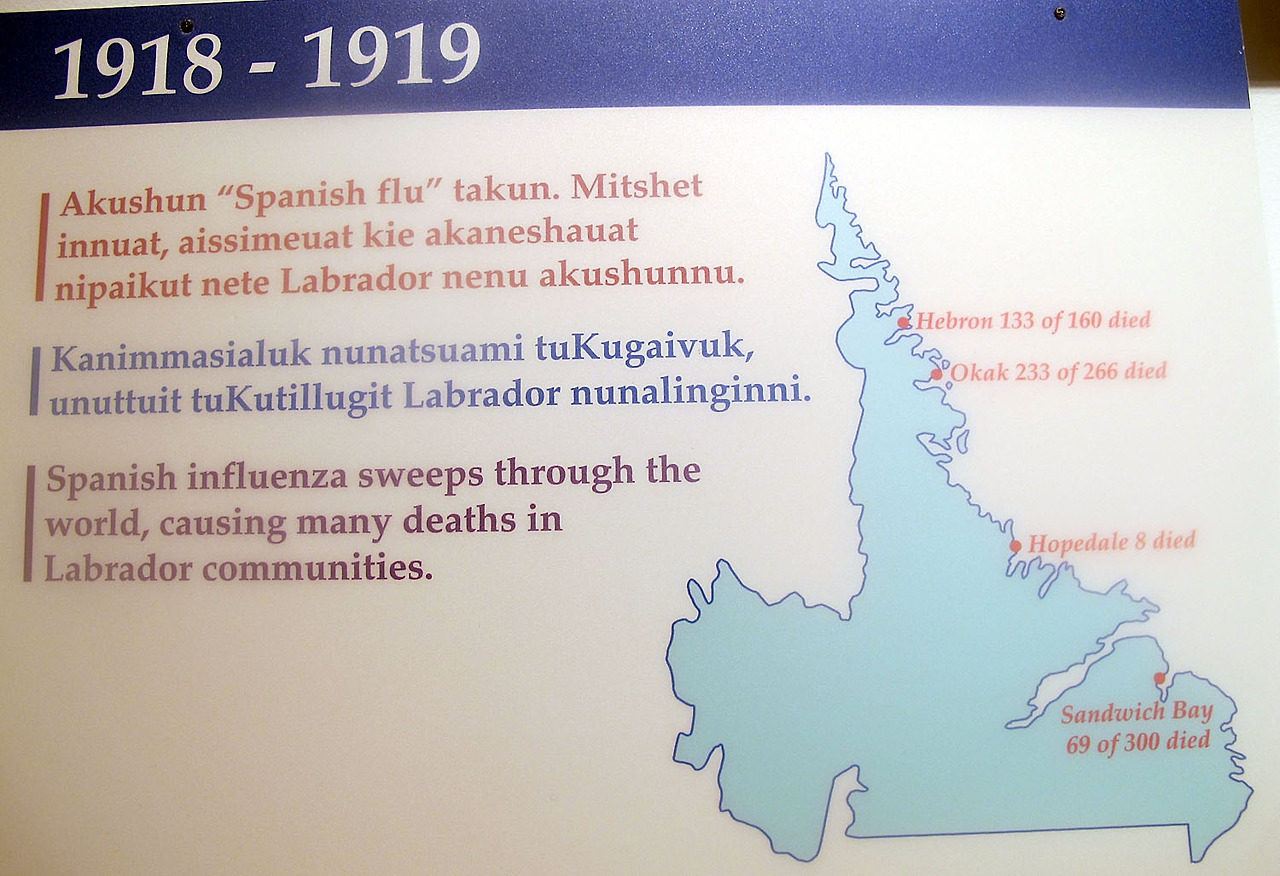 1918 - 1919
Akushun “Spanish flu” takun. Mitshet
innuat, aissimeuat kie akaneshauat
nipaikut nete Labrador nenu akushunnu.
Kanimmasialuk nunatsuami tuKugaivuk,
unuttuit tuKutillugit Labrador nunalinginni.
Spanish influenza sweeps through the
world, causing many deaths in
Labrador communities.
Hebron 133 of 160 died
Okak 233 of 266 died
Hopedale 8 died
Sandwich Bay
69 of 300 died